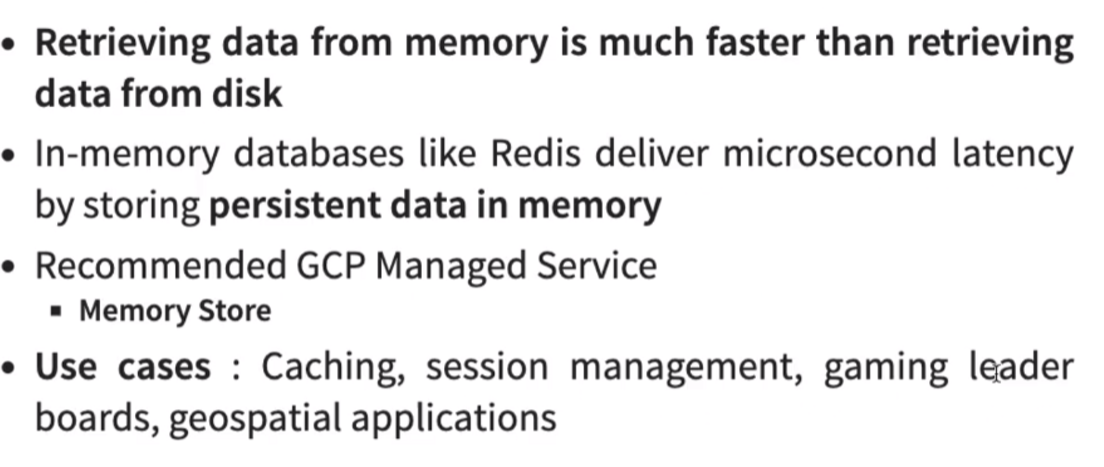 • Retrieving data from memory is much faster than retrieving
data from disk
• In-memory databases like Redis deliver microsecond latency
by storing persistent data in memory
• Recommended GCP Managed Service
▪ Memory Store
• Use cases : Caching, session management, gaming leader
boards, geospatial applications